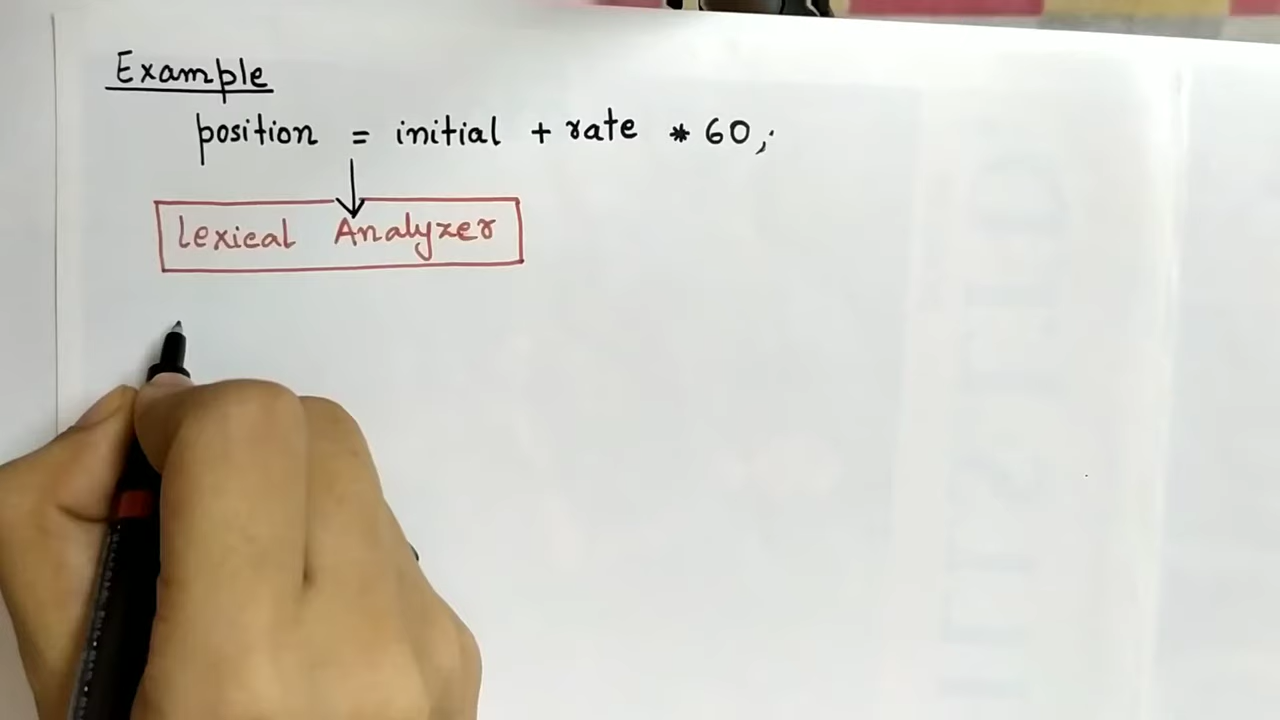 Example
position = initial + rate * 60;
Lexical Analyzer